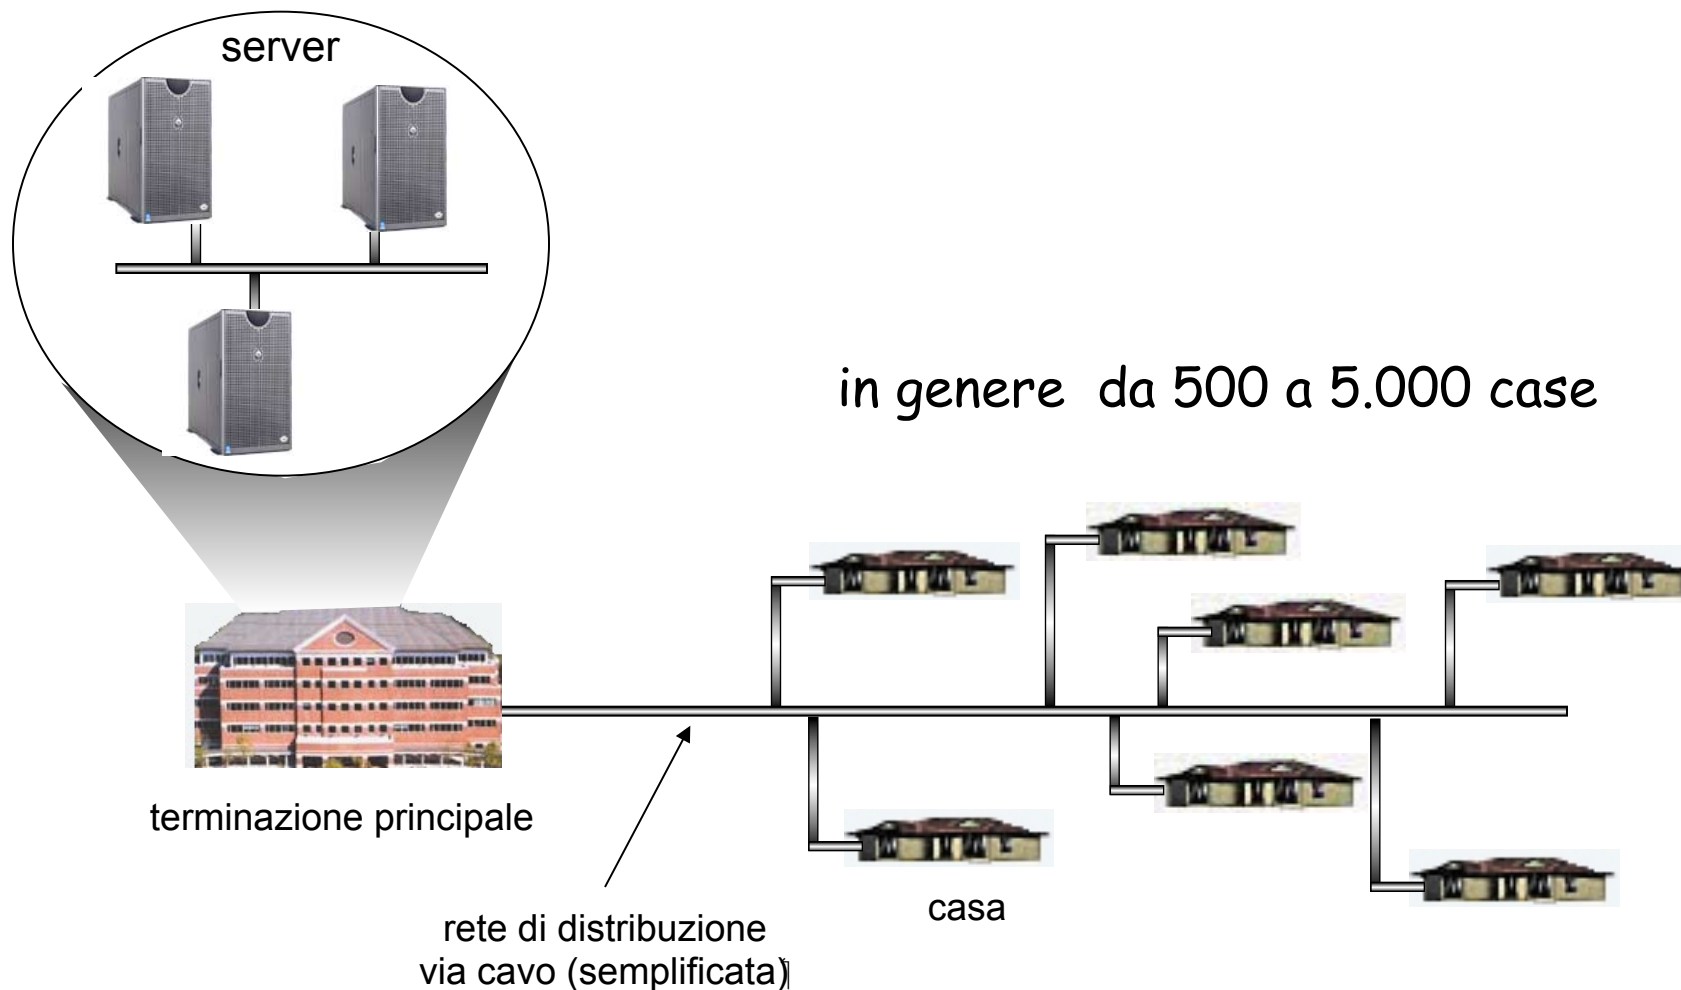 server
in genere da 500 a 5.000 case
terminazione principale
casa
rete di distribuzione
via cavo (semplificata)